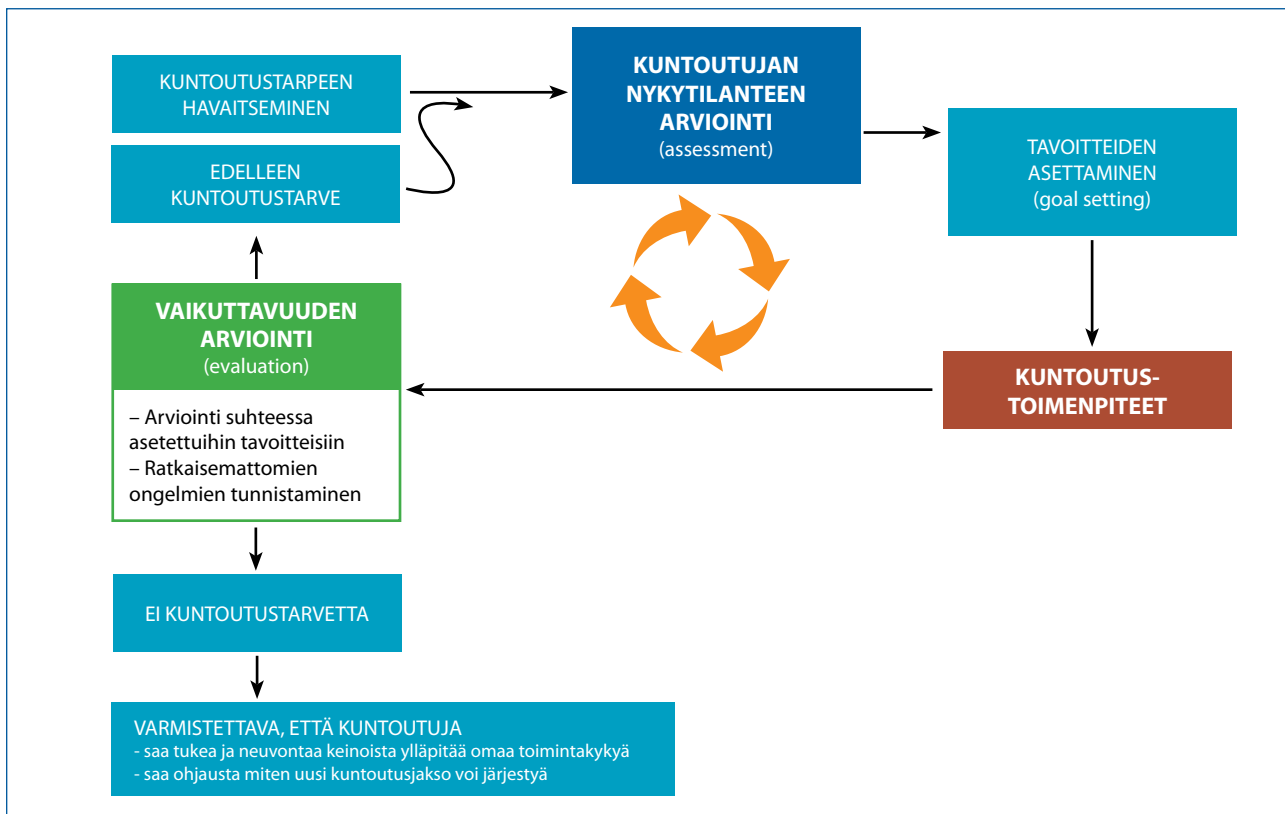 KUNTOUTUSTARPEEN
HAVAITSEMINEN
EDELLEEN
KUNTOUTUSTARVE
KUNTOUTUJAN
NYKYTILANTEEN
ARVIOINTI
(assessment)
TAVOITTEIDEN
ASETTAMINEN
(goal setting)
KUNTOUTUS-
TOIMENPITEET
VAIKUTTAVUUDEN
ARVIOINTI
(evaluation)
– Arviointi suhteessa
asetettuihin tavoitteisiin
– Ratkaisemattomien
ongelmien tunnistaminen
EI KUNTOUTUSTARVETTA
VARMISTETTAVA, ETTÄ KUNTOUTUJA
- saa tukea ja neuvontaa keinoista ylläpitää omaa toimintakykyä
- saa ohjausta miten uusi kuntoutusjakso voi järjestyä